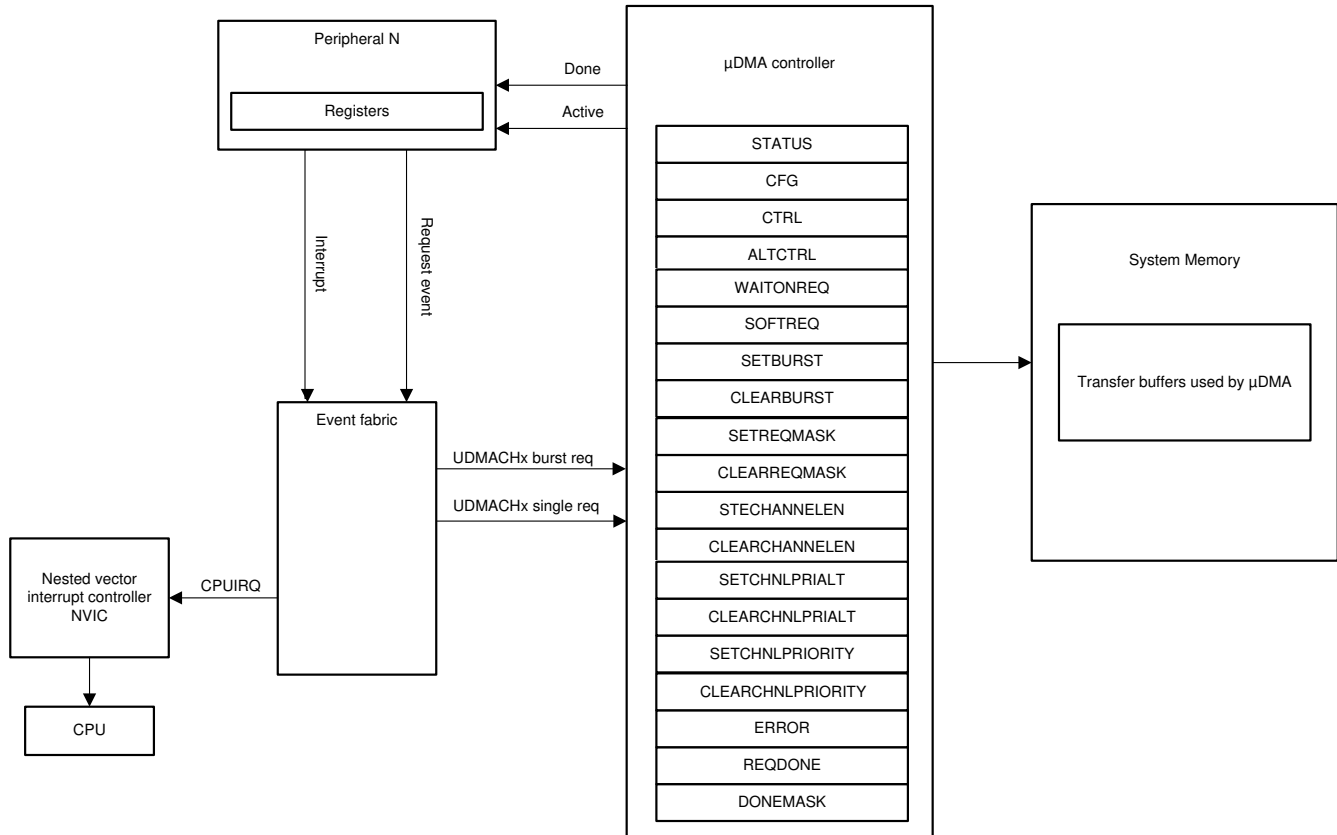 Peripheral N
Registers
Done
Active
µDMA controller
STATUS
CFG
CTRL
ALTCTRL
WAITONREQ
SOFTREQ
SETBURST
CLEARBURST
SETREQMASK
CLEARREQMASK
STECHANNELEN
CLEARCHANNELEN
SETCHNLPRIALT
CLEARCHNLPRIALT
SETCHNLPRIORITY
CLEARCHNLPRIORITY
ERROR
REQDONE
DONEMASK
System Memory
Transfer buffers used by µDMA
Interrupt
Request event
Event fabric
UDMACHx burst req
UDMACHx single req
CPUIRQ
Nested vector
interrupt controller
NVIC
CPU